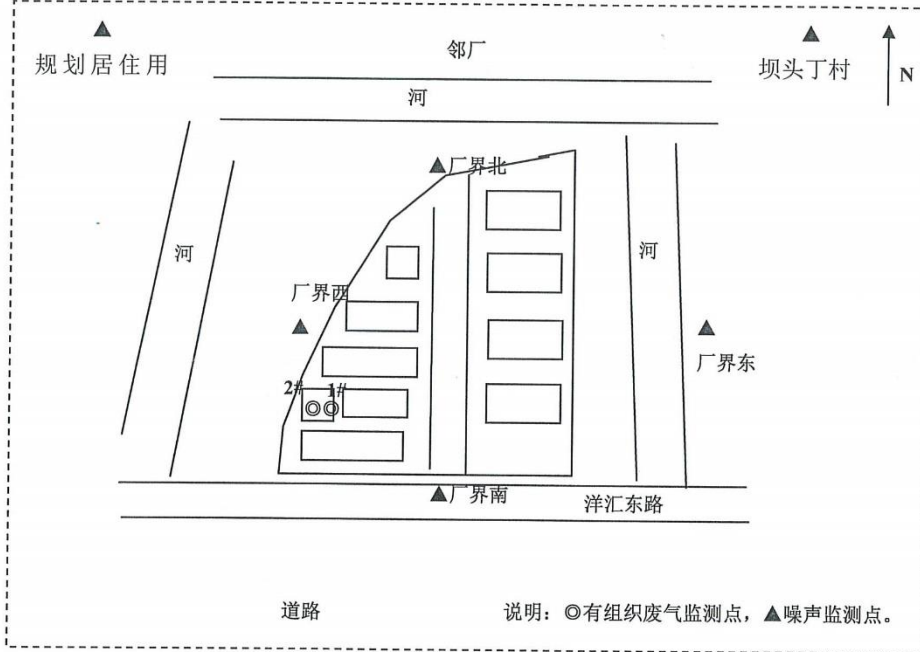 规划居住用
邻厂
坝头丁村
N
河
厂界北
河
河
厂界西
厂界东
2#
1#
厂界南
洋汇东路
道路
说明：◎有组织废气监测点，▲噪声监测点。